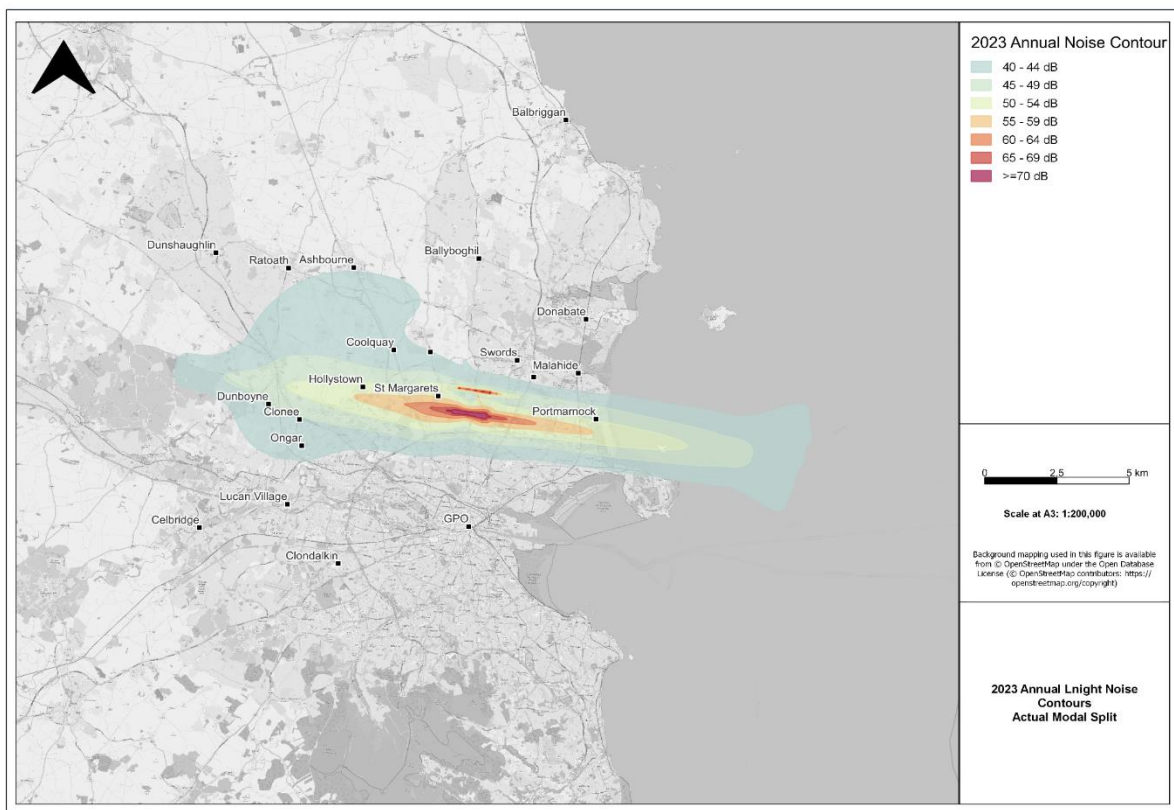 Balbriggan
Dunshaughlin
Ratoath
Ashbourne
Ballyboghil
Donabate
Coolquay
Swords
Malahide
Hollystown
St Margarets
Dunboyne
Clonee
Portmarnock
Ongar
Lucan Village
Celbridge
GPO
Clondalkin
2023 Annual Noise Contour
40 - 44 dB
45 - 49 dB
50 - 54 dB
55 - 59 dB
60 - 64 dB
65 - 69 dB
>=70 dB
0 2.5 5 km
Scale at A3: 1:200,000
Background mapping used in this figure is available
from © OpenStreetMap under the Open Database
License (© OpenStreetMap contributors: https://
openstreetmap.org/copyright)
2023 Annual Lnight Noise
Contours
Actual Modal Split